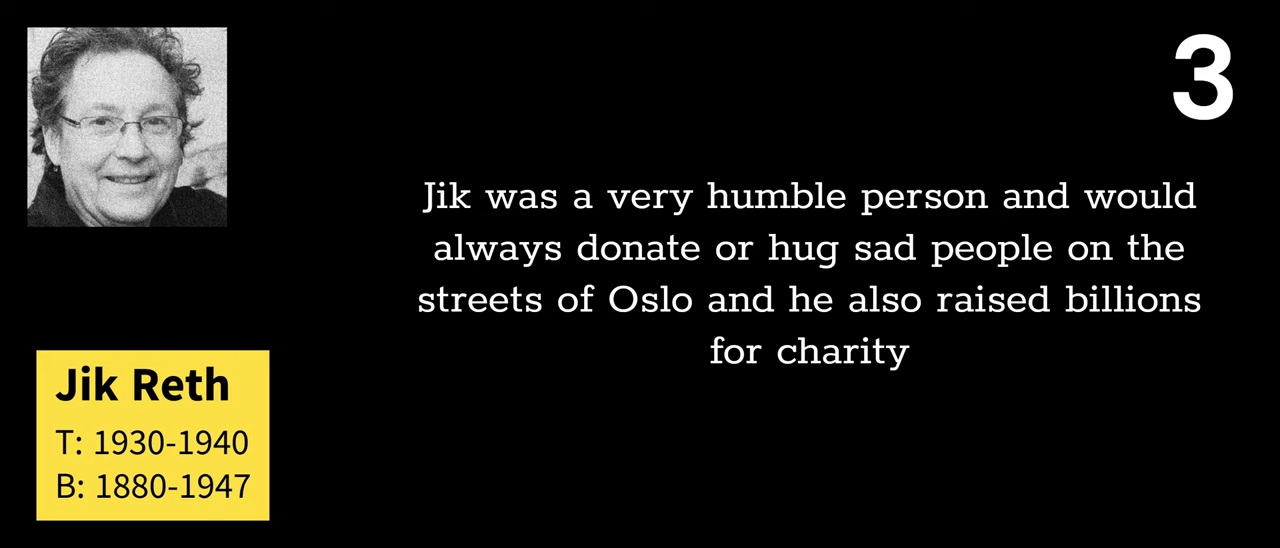 3
Jik was a very humble person and would
always donate or hug sad people on the
streets of Oslo and he also raised billions
for charity
Jik Reth
T: 1930-1940
B: 1880-1947